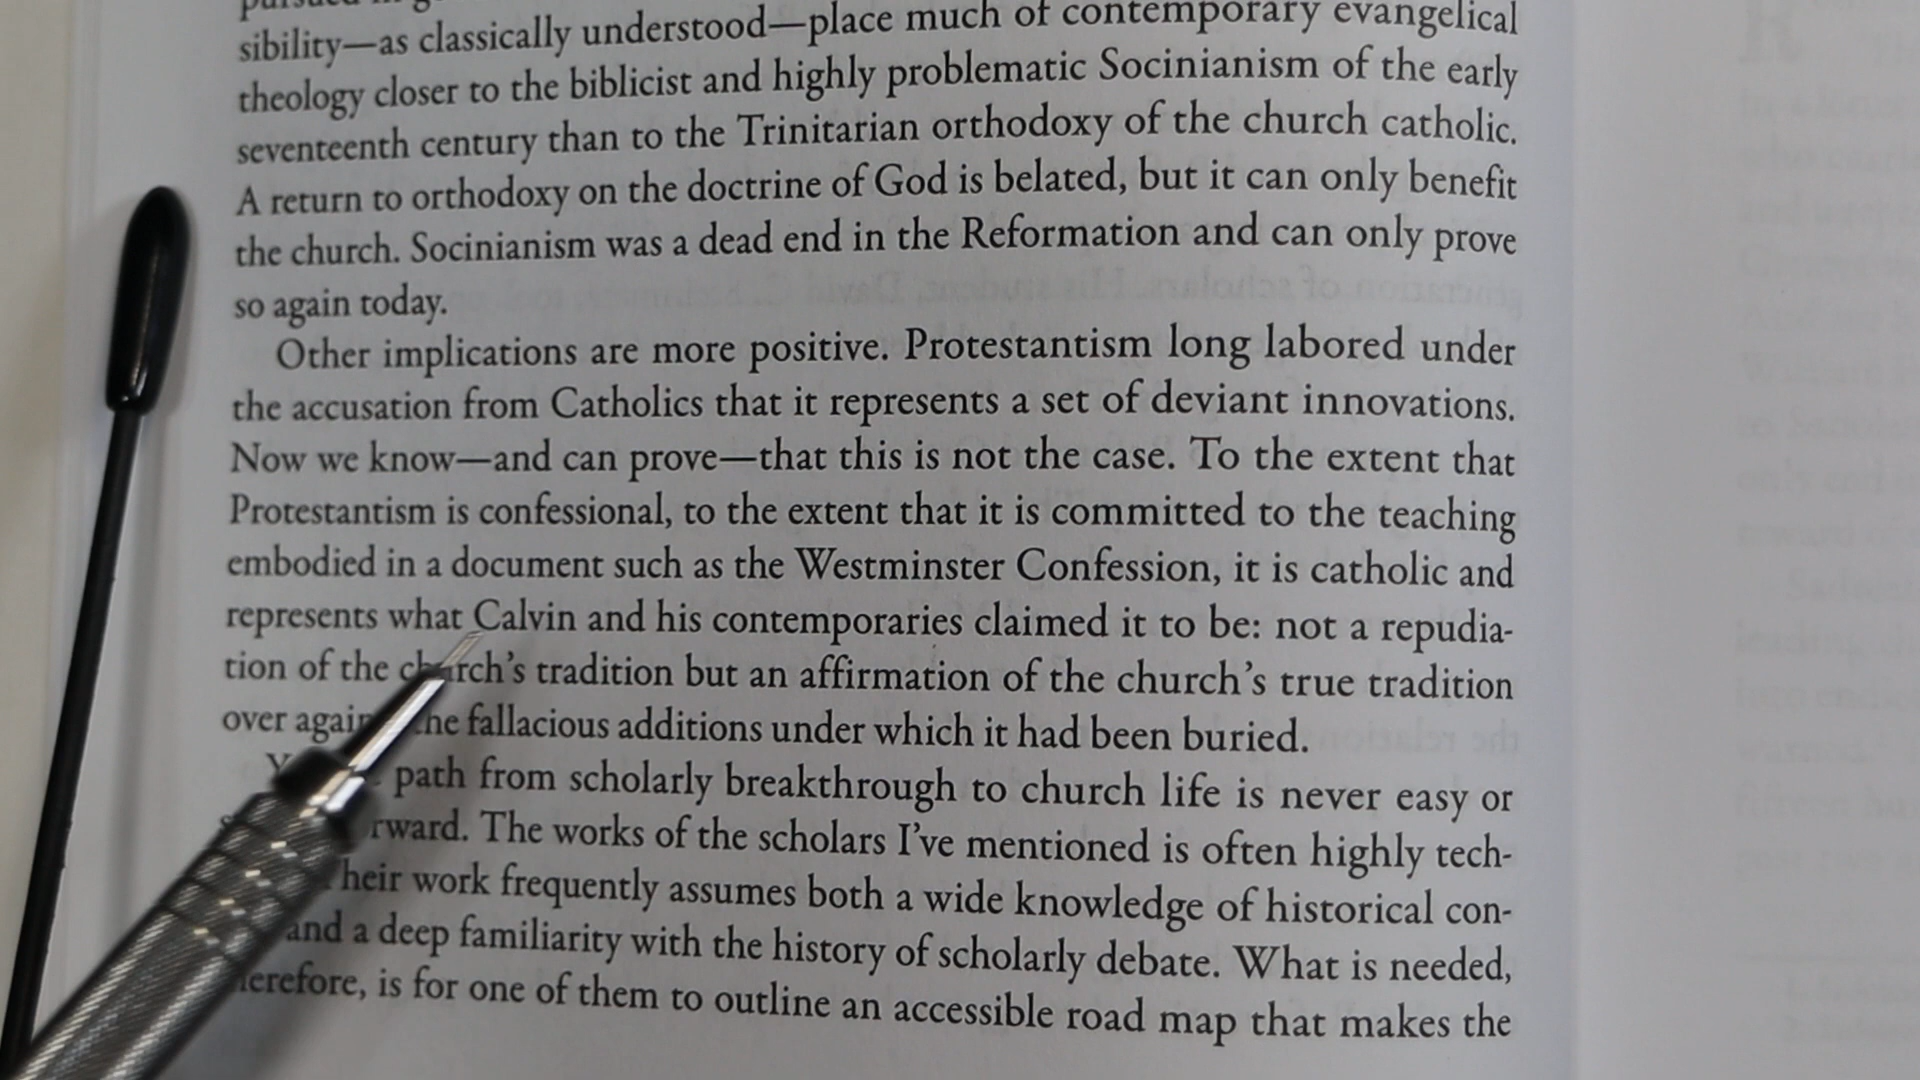 sibility—as classically understood—place much of contemporary evangelical
theology closer to the biblicist and highly problematic Socinianism of the early
seventeenth century than to the Trinitarian orthodoxy of the church catholic.
A return to orthodoxy on the doctrine of God is belated, but it can only benefit
the church. Socinianism was a dead end in the Reformation and can only prove
so again today.
Other implications are more positive. Protestantism long labored under
the accusation from Catholics that it represents a set of deviant innovations.
Now we know—and can prove—that this is not the case. To the extent that
Protestantism is confessional, to the extent that it is committed to the teaching
embodied in a document such as the Westminster Confession, it is catholic and
represents what Calvin and his contemporaries claimed it to be: not a repudia-
tion of the church's tradition but an affirmation of the church's true tradition
over the fallacious additions under which it had been buried.
path from scholarly breakthrough to church life is never easy or
rward. The works of the scholars I've mentioned is often highly tech-
heir work frequently assumes both a wide knowledge of historical con-
and a deep familiarity with the history of scholarly debate. What is needed,
erefore, is for one of them to outline an accessible road map that makes the